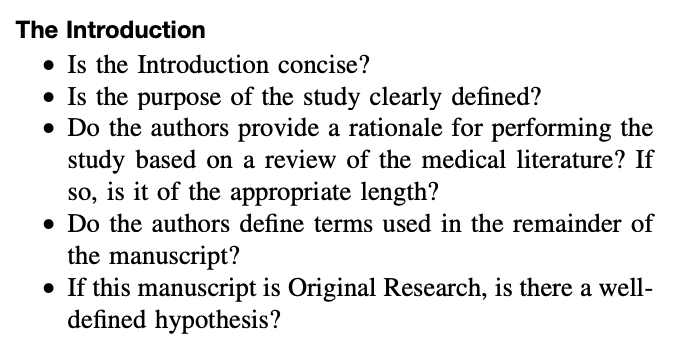 The Introduction
• Is the Introduction concise?
• Is the purpose of the study clearly defined?
• Do the authors provide a rationale for performing the
study based on a review of the medical literature? If
so, is it of the appropriate length?
• Do the authors define terms used in the remainder of
the manuscript?
• If this manuscript is Original Research, is there a well-
defined hypothesis?